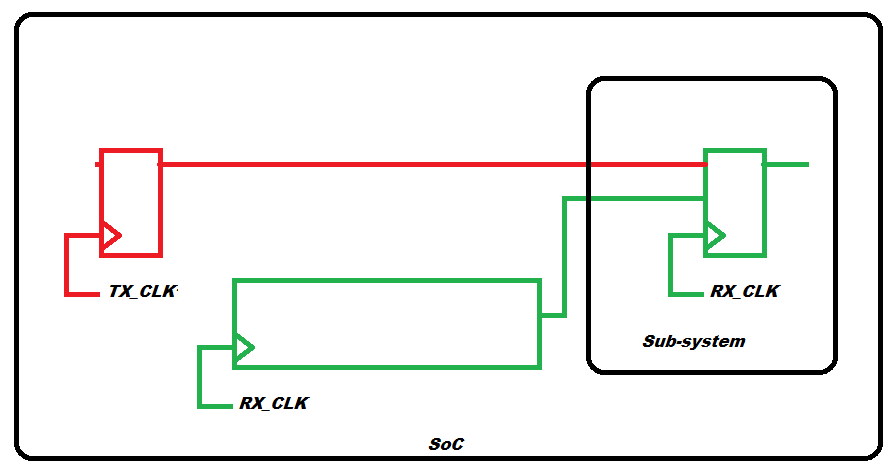 TX_CLK
RX_CLK
Sub-system
RX_CLK
SoC